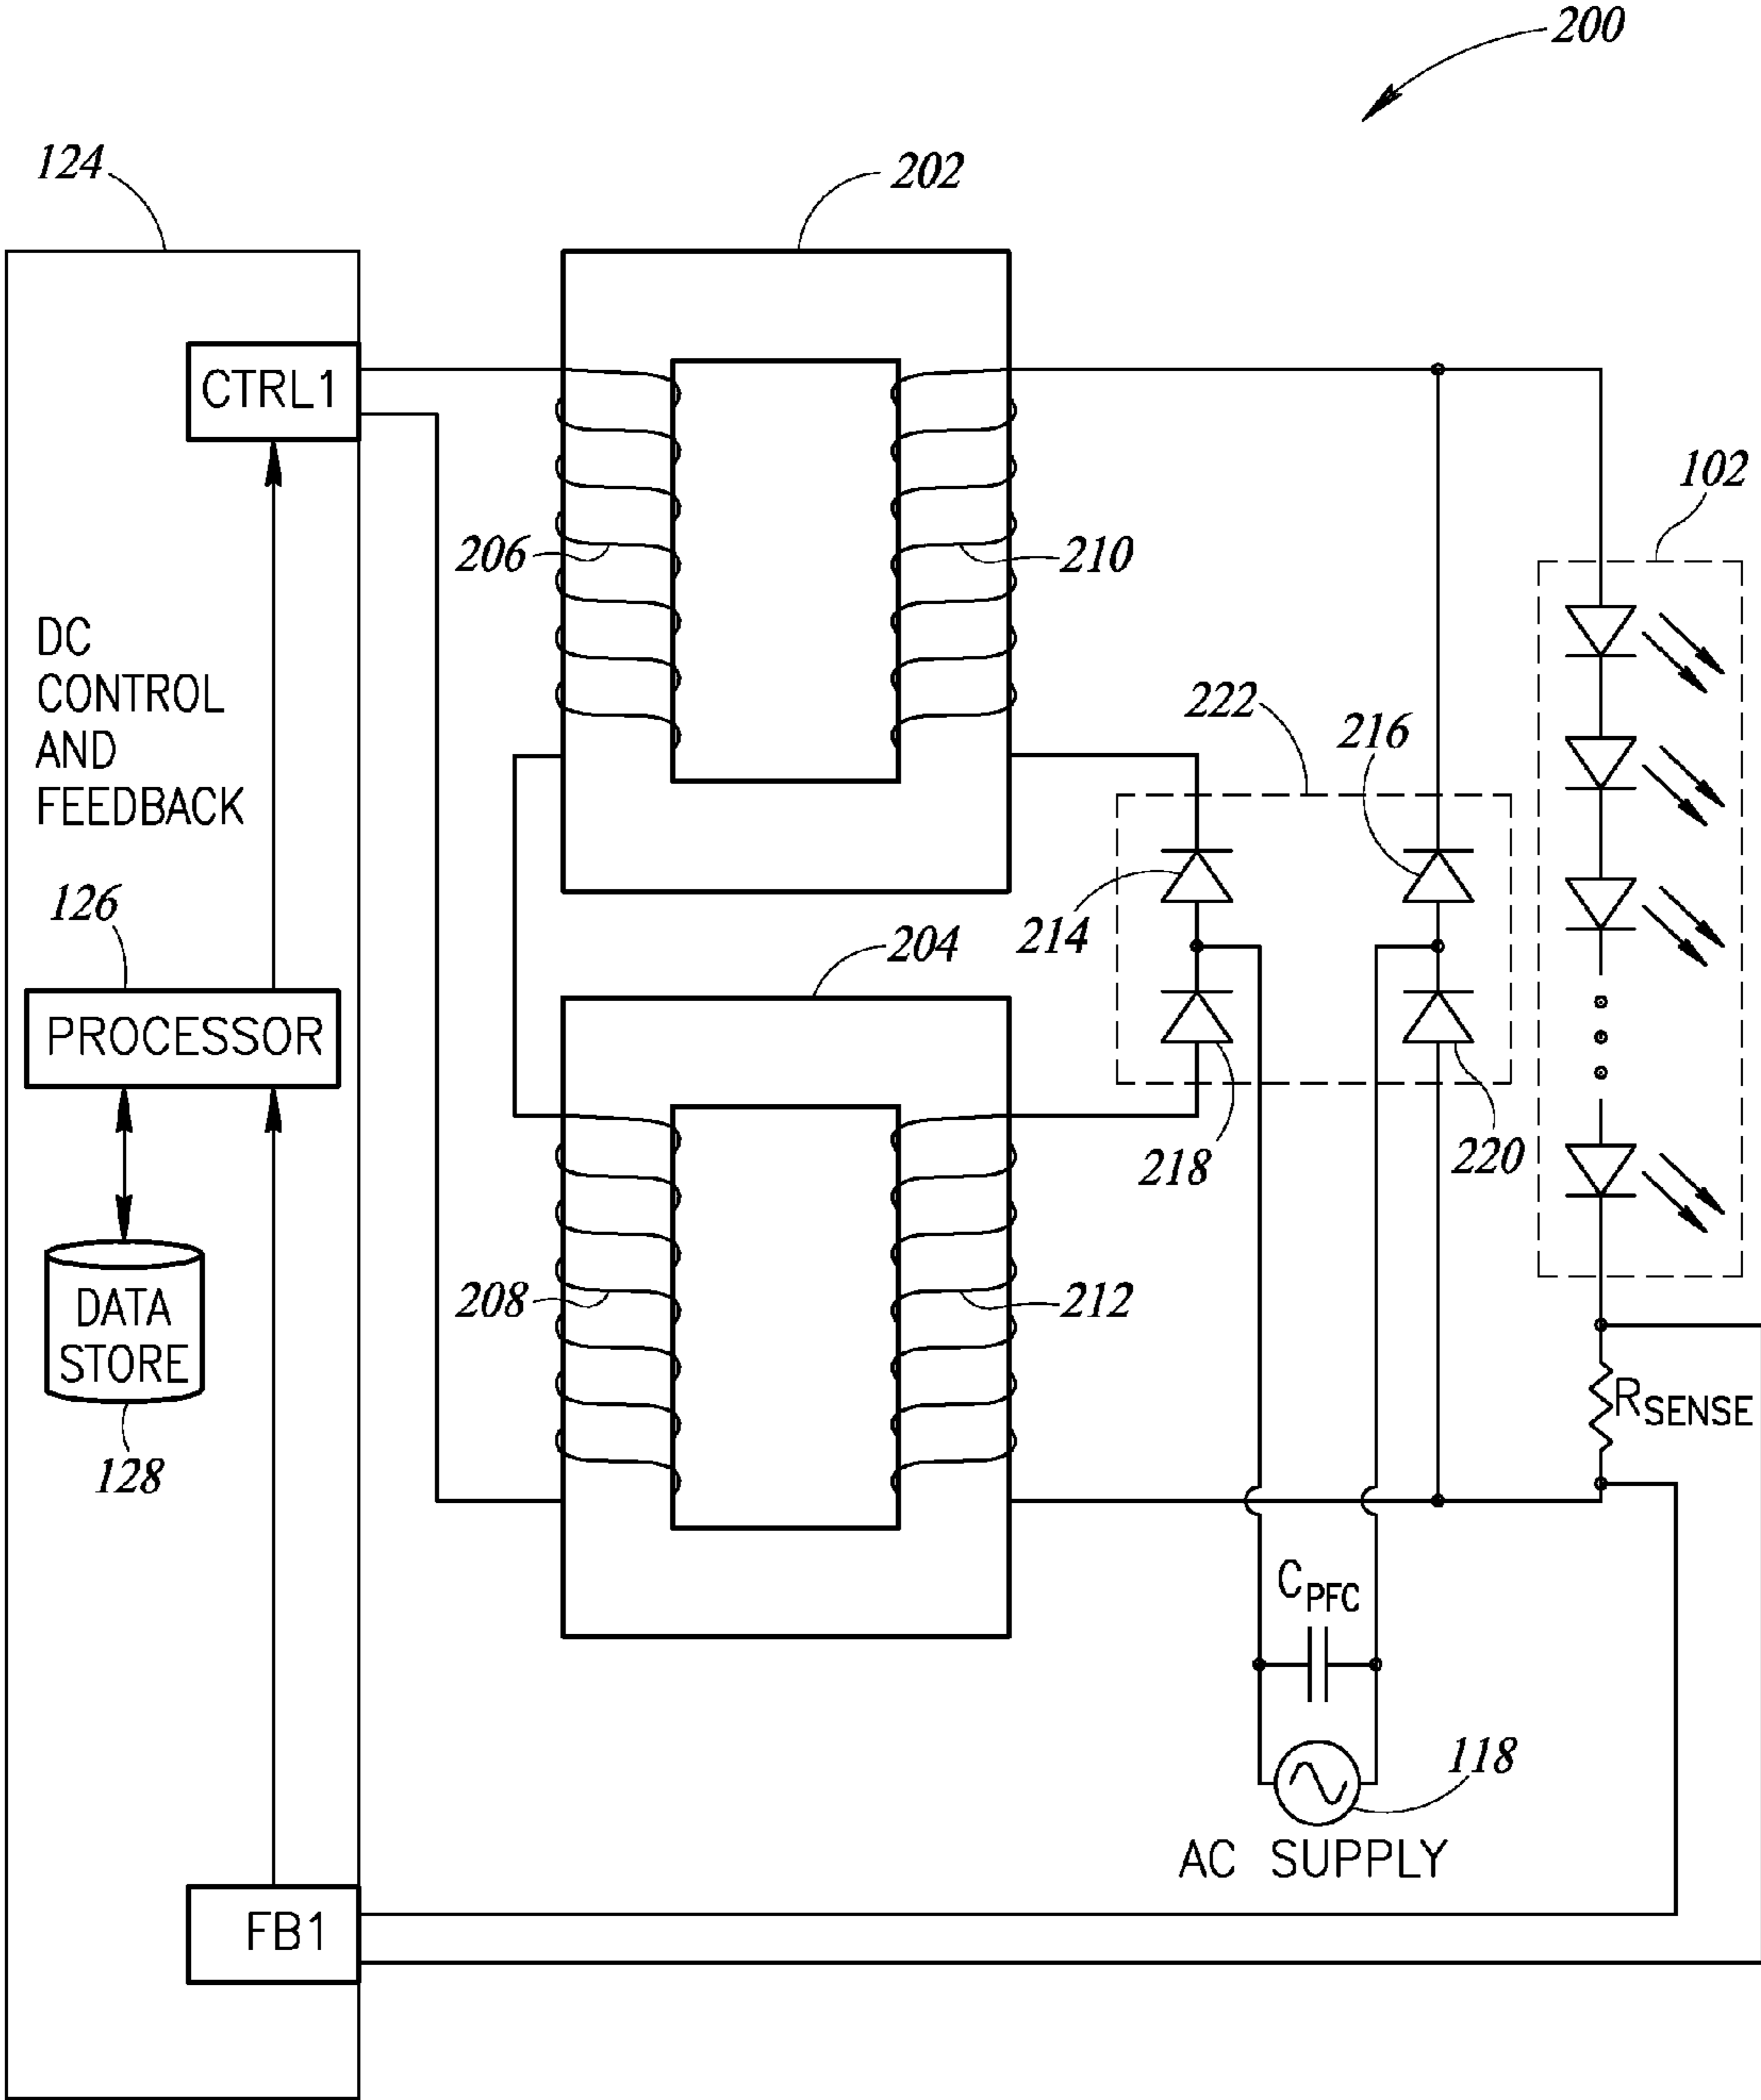 200
124
202
CTRL1
102
206
210
DC
CONTROL
AND
FEEDBACK
222
216
126
214
204
PROCESSOR
218
220
DATA
STORE
208
212
RSENSE
128
CPFC
118
AC SUPPLY
FB1